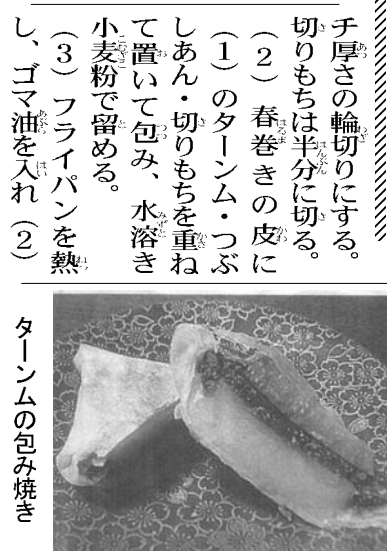 チ厚さの輪切りにする。
切りもちは半分に切る。
（２）　春巻きの皮に
（１）のターンム・つぶ
しあん・切りもちを重ね
て置いて包み、水溶き
小麦粉で留める。
（３）　フライパンを熱
し、ゴマ油を入れ（２）
ターンムの包み焼き